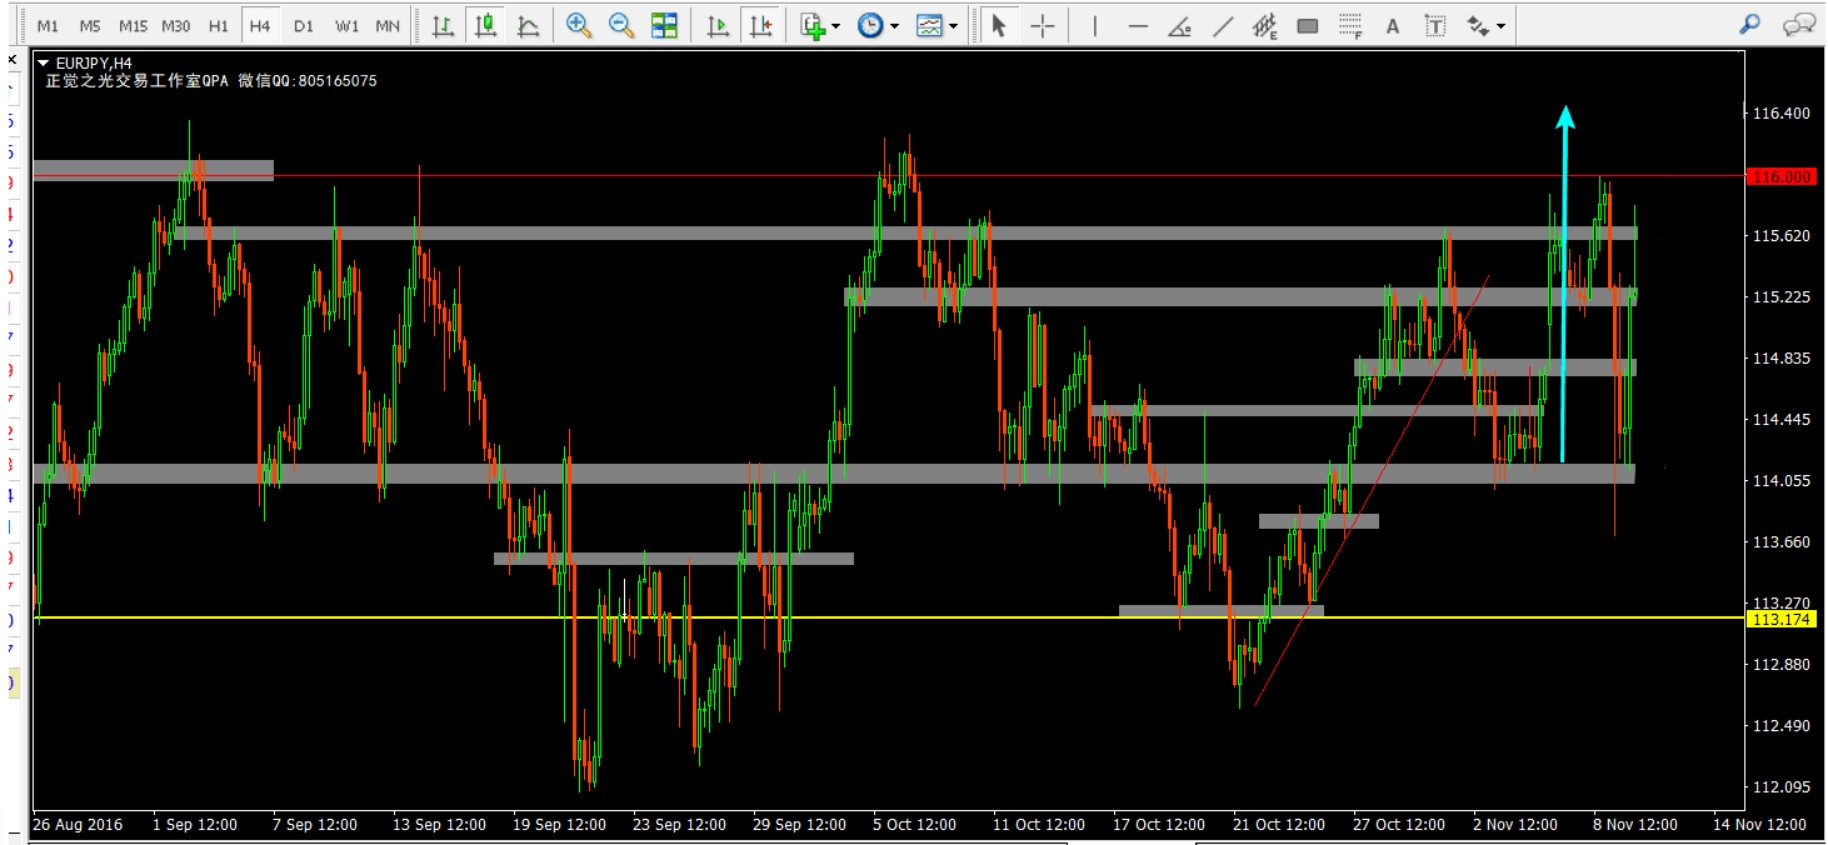 M1 M5 M15 M30 H1 H4 D1 W1 MN
E F A T
EURJPY,H4
正觉之光交易工作室QPA 微信QQ:805165075
116.400
116.000
115.620
115.225
114.835
114.445
114.055
113.660
113.270
113.174
112.880
112.490
112.095
26 Aug 2016 1 Sep 12:00 7 Sep 12:00 13 Sep 12:00 19 Sep 12:00 23 Sep 12:00 29 Sep 12:00 5 Oct 12:00 11 Oct 12:00 17 Oct 12:00 21 Oct 12:00 27 Oct 12:00 2 Nov 12:00 8 Nov 12:00 14 Nov 12:00